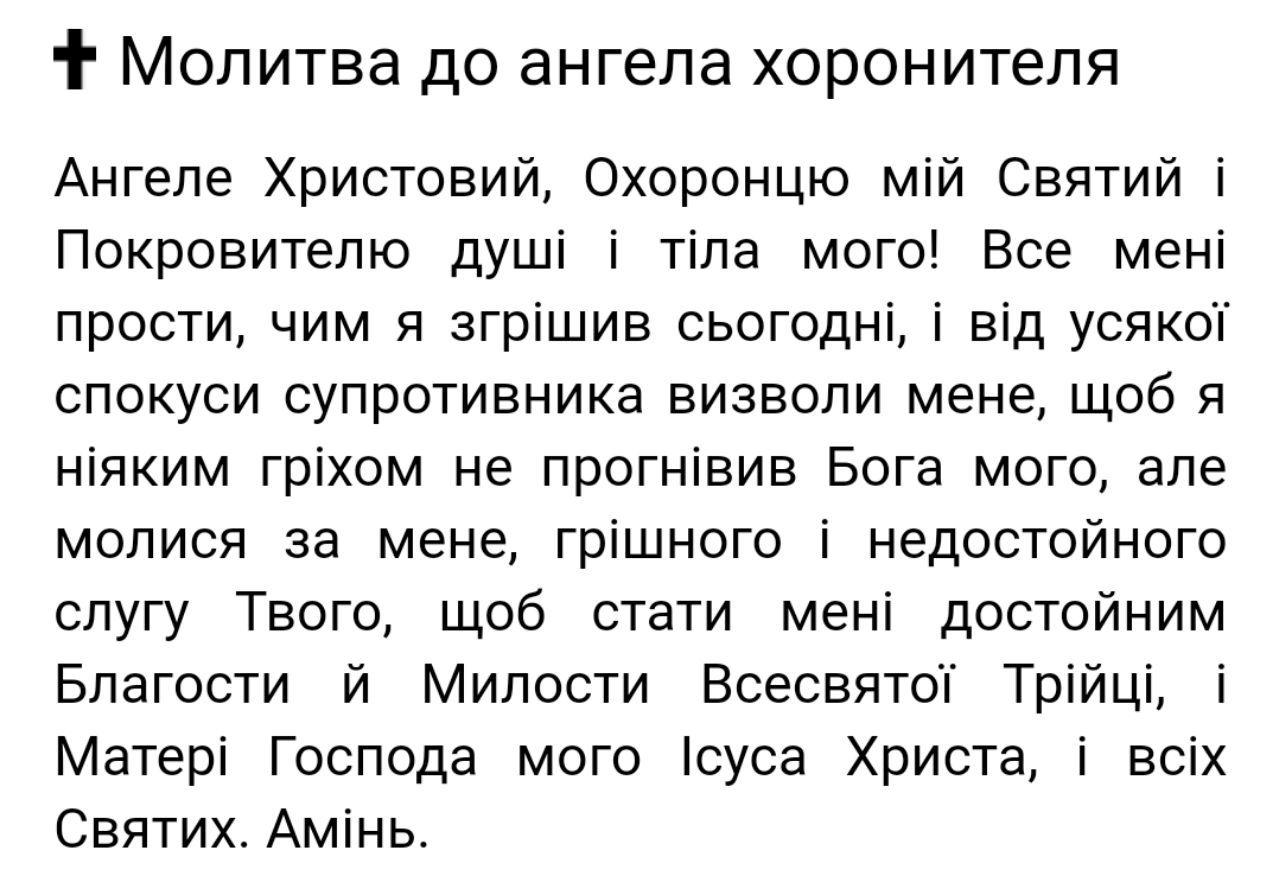 ✝ Молитва до ангела хоронителя
Ангеле Христовий, Охоронцю мій Святий і
Покровителю душі і тіла мого! Все мені
прости, чим я згрішив сьогодні, і від усякої
спокуси супротивника визволи мене, щоб я
ніяким гріхом не прогнівив Бога мого, але
молися за мене, грішного і недостойного
слугу Твого, щоб стати мені достойним
Благости й Милости Всесвятої Трійці, і
Матері Господа мого Ісуса Христа, і всіх
Святих. Амінь.